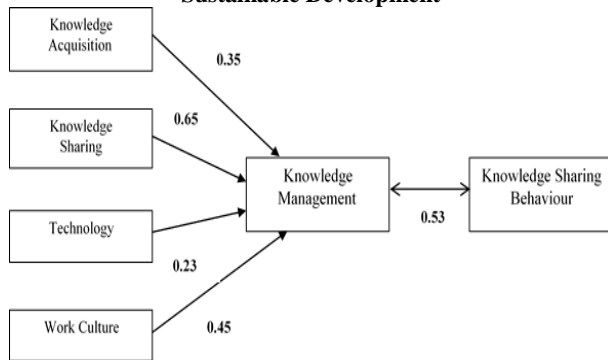 Sustainable Development
Knowledge
Acquisition
0.35
Knowledge
Sharing
0.65
Knowledge
Management
Knowledge Sharing
Behaviour
0.53
Technology
0.23
Work Culture
0.45